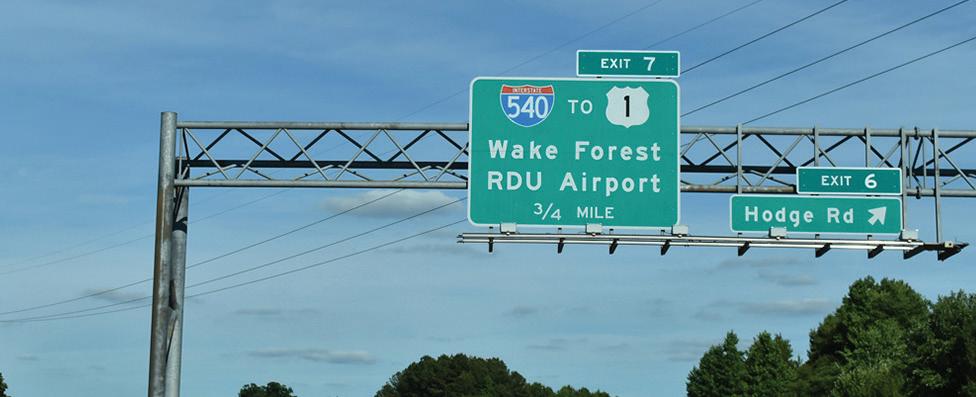 EXIT 7
INTERSTATE
540 TO 1
Wake Forest
RDU Airport
3/4 MILE
EXIT 6
Hodge Rd